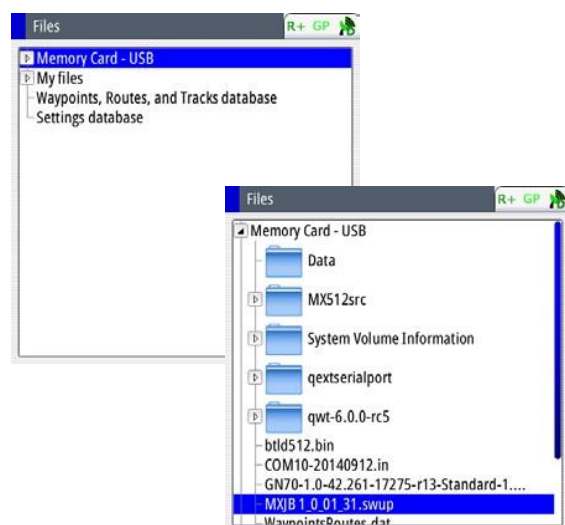 Files
R+ GP
Memory Card - USB
My files
Waypoints, Routes, and Tracks database
Settings database
Files
R+ GP
Memory Card - USB
Data
MX512src
System Volume Information
qextserialport
qwt-6.0.0-rc5
btld512.bin
COM10-20140912.in
GN70-1.0-42.261-17275-r13-Standard-1....
MXJB 1_0_01_31.swup
WaypointsRoutes.dat